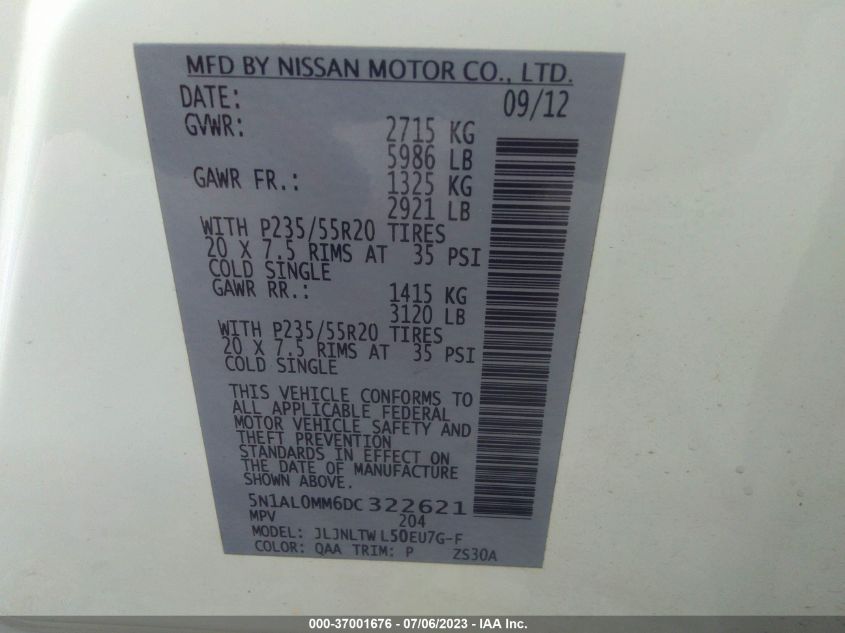 MFD BY NISSAN MOTOR CO., LTD.
DATE: 09/12
GVWR: 2715 KG
5986 LB
GAWR FR.: 1325 KG
2921 LB
WITH P235/55R20 TIRES
20 X 7.5 RIMS AT 35 PSI
COLD SINGLE
GAWR RR.: 1415 KG
3120 LB
WITH P235/55R20 TIRES
20 X 7.5 RIMS AT 35 PSI
COLD SINGLE
THIS VEHICLE CONFORMS TO
ALL APPLICABLE FEDERAL
MOTOR VEHICLE SAFETY AND
THEFT PREVENTION
STANDARDS IN EFFECT ON
THE DATE OF MANUFACTURE
SHOWN ABOVE.
5N1AL0MM6DC 322621
MPV 204
MODEL: JLJNLTW L50EU7G-F
COLOR: QAA TRIM: P ZS30A
000-37001676 - 07/06/2023 - IAA Inc.